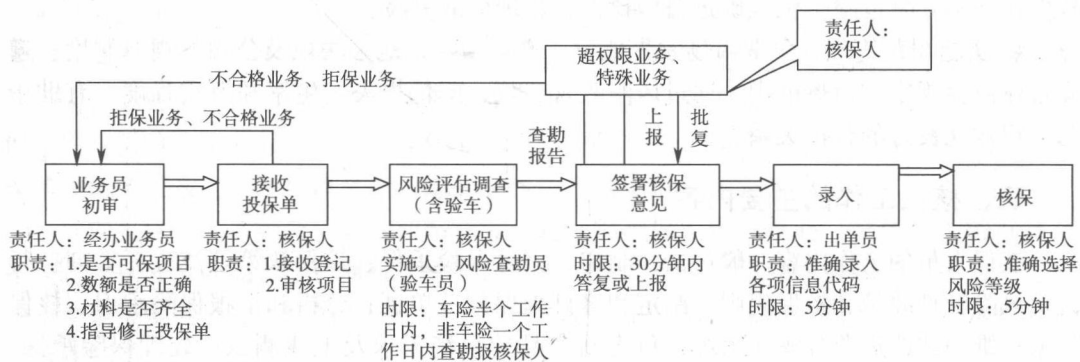 责任人：
核保人
超权限业务、
特殊业务
不合格业务、拒保业务
拒保业务、不合格业务
查勘
报告
上报
批复
业务员
初审
接收
投保单
风险评估调查
（含验车）
签署核保
意见
录人
核保
责任人：经办业务员
职责：1.是否可保项目
2.数额是否正确
3.材料是否齐全
4.指导修正投保单
责任人：核保人
职责：1.接收登记
2.审核项目
责任人：核保人
实施人：风险查勘员
（验车员）
时限：车险半个工作
日内，非车险一个工
作日内查勘报核保人
责任人：核保人
时限：30分钟内
答复或上报
责任人：出单员
职责：准确录人
各项信息代码
时限：5分钟
责任人：核保人
职责：准确选择
风险等级
时限：5分钟